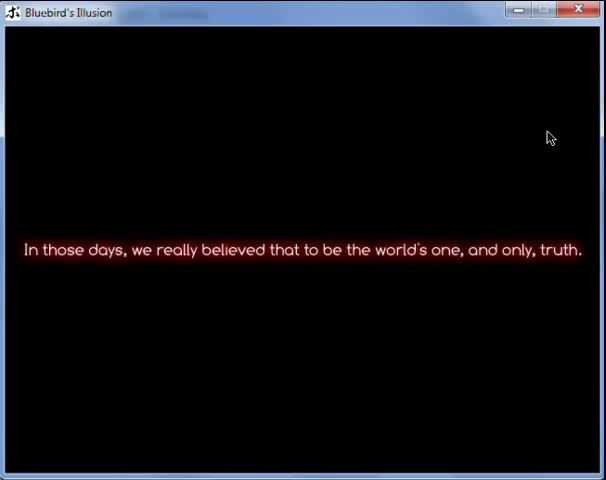 Bluebird's Illusion
In those days, we really believed that to be the world's one, and only, truth.